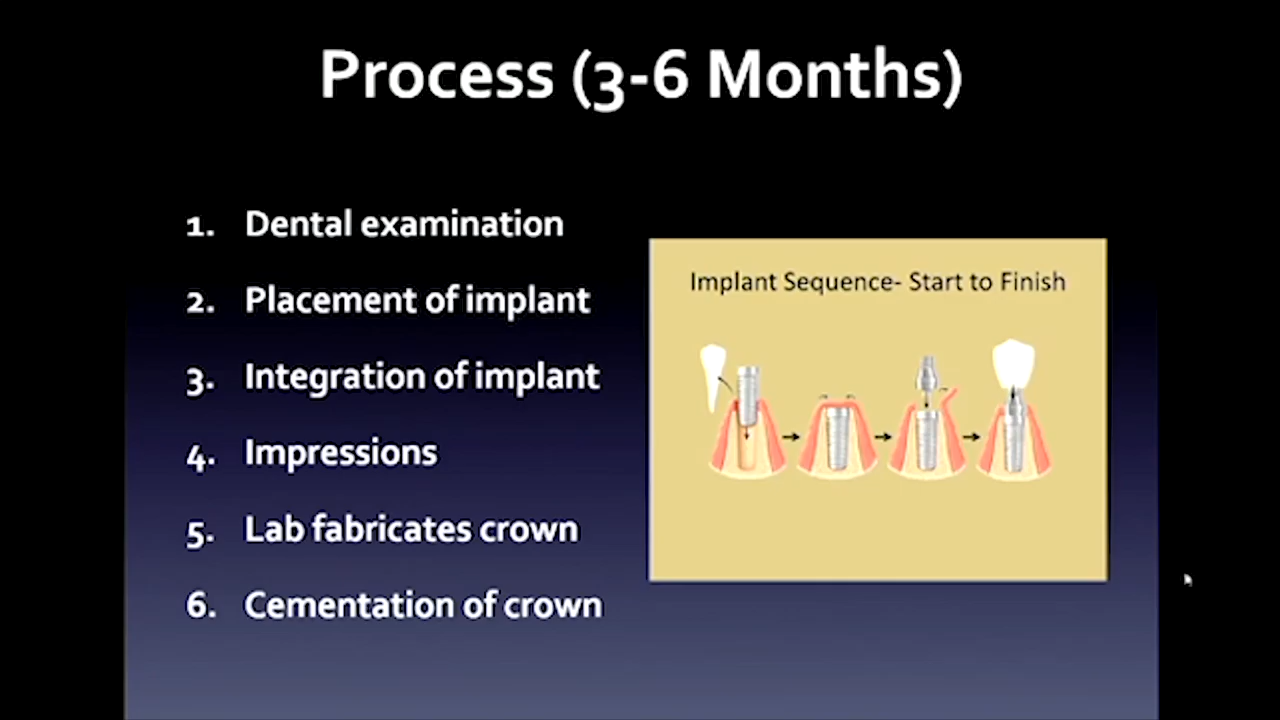 Process (3-6 Months)
1. Dental examination
2. Placement of implant
3. Integration of implant
4. Impressions
5. Lab fabricates crown
6. Cementation of crown
Implant Sequence- Start to Finish